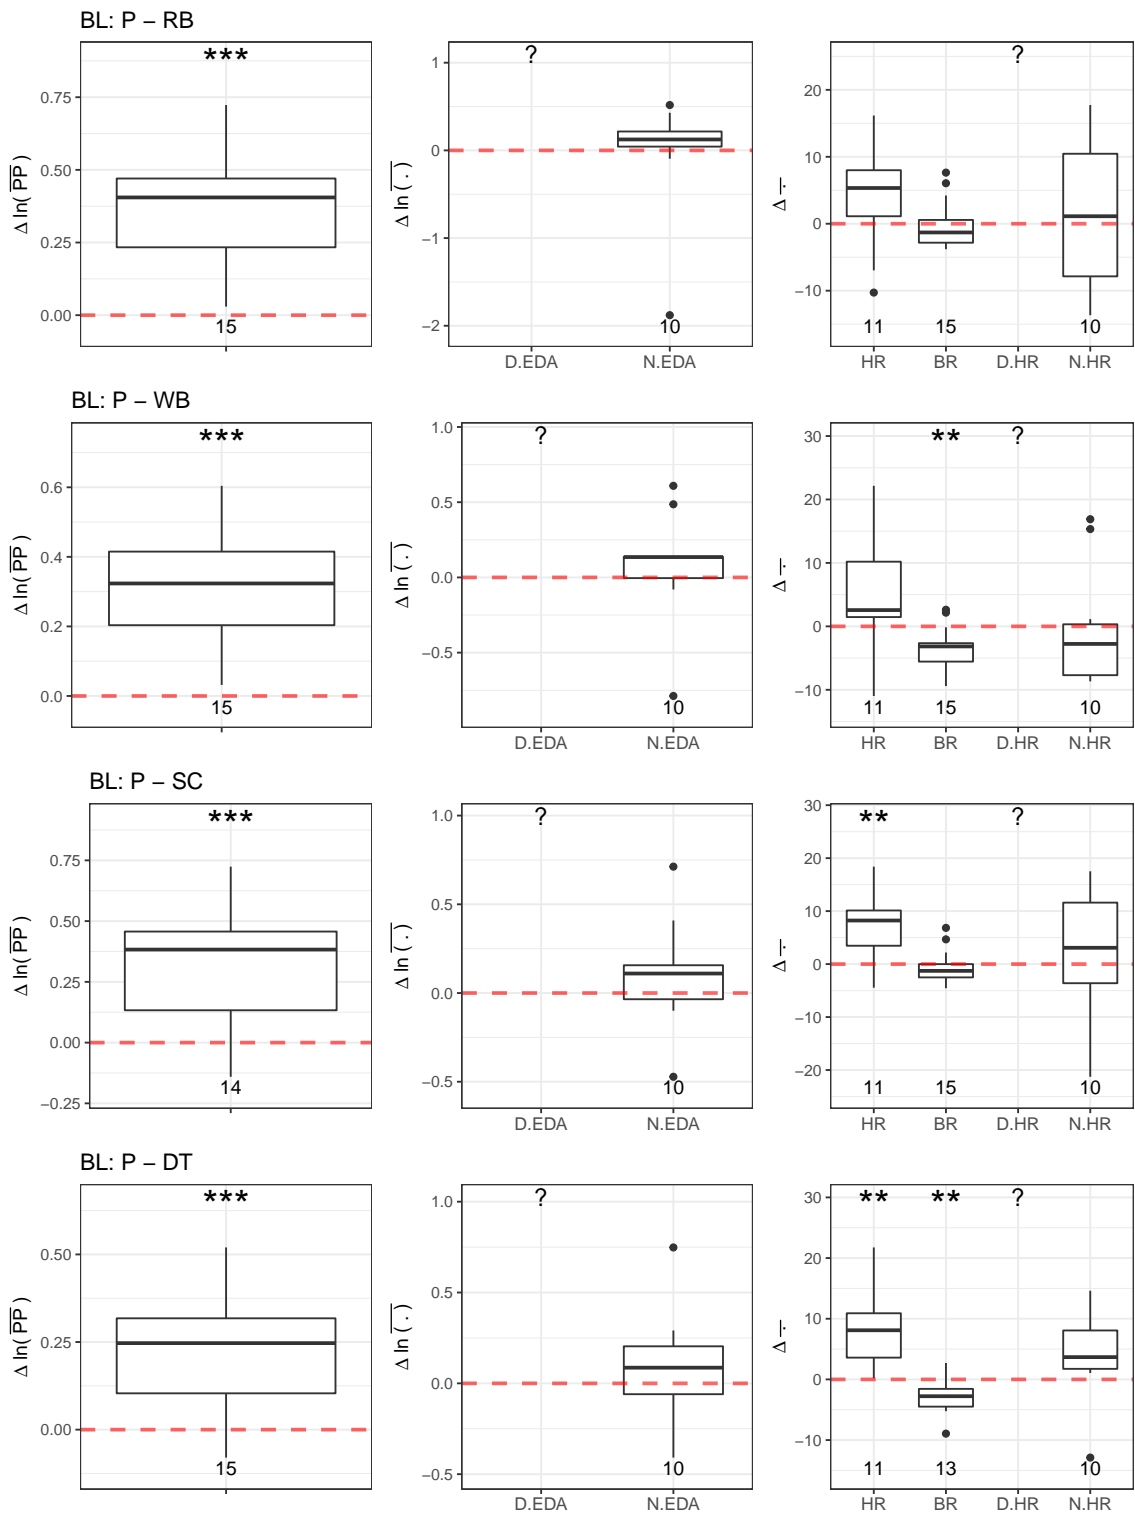 BL: P − RB
***
?
?
0.75
0.50
0.25
0.00
Δ ln( PP )
15
1
0
−1
−2
Δ ln ( . )
10
D.EDA
N.EDA
20
10
0
−10
Δ .
11
15
10
HR
BR
D.HR
N.HR
BL: P − WB
***
?
**
?
0.6
0.4
0.2
0.0
Δ ln( PP )
15
1.0
0.5
0.0
−0.5
Δ ln ( . )
10
D.EDA
N.EDA
30
20
10
0
−10
Δ .
11
15
10
HR
BR
D.HR
N.HR
BL: P − SC
***
?
**
?
0.75
0.50
0.25
0.00
−0.25
Δ ln( PP )
14
1.0
0.5
0.0
−0.5
Δ ln ( . )
10
D.EDA
N.EDA
30
20
10
0
−10
−20
Δ .
11
15
10
HR
BR
D.HR
N.HR
BL: P − DT
***
?
**
**
?
0.50
0.25
0.00
Δ ln( PP )
15
1.0
0.5
0.0
−0.5
Δ ln ( . )
10
D.EDA
N.EDA
30
20
10
0
−10
Δ .
11
13
10
HR
BR
D.HR
N.HR